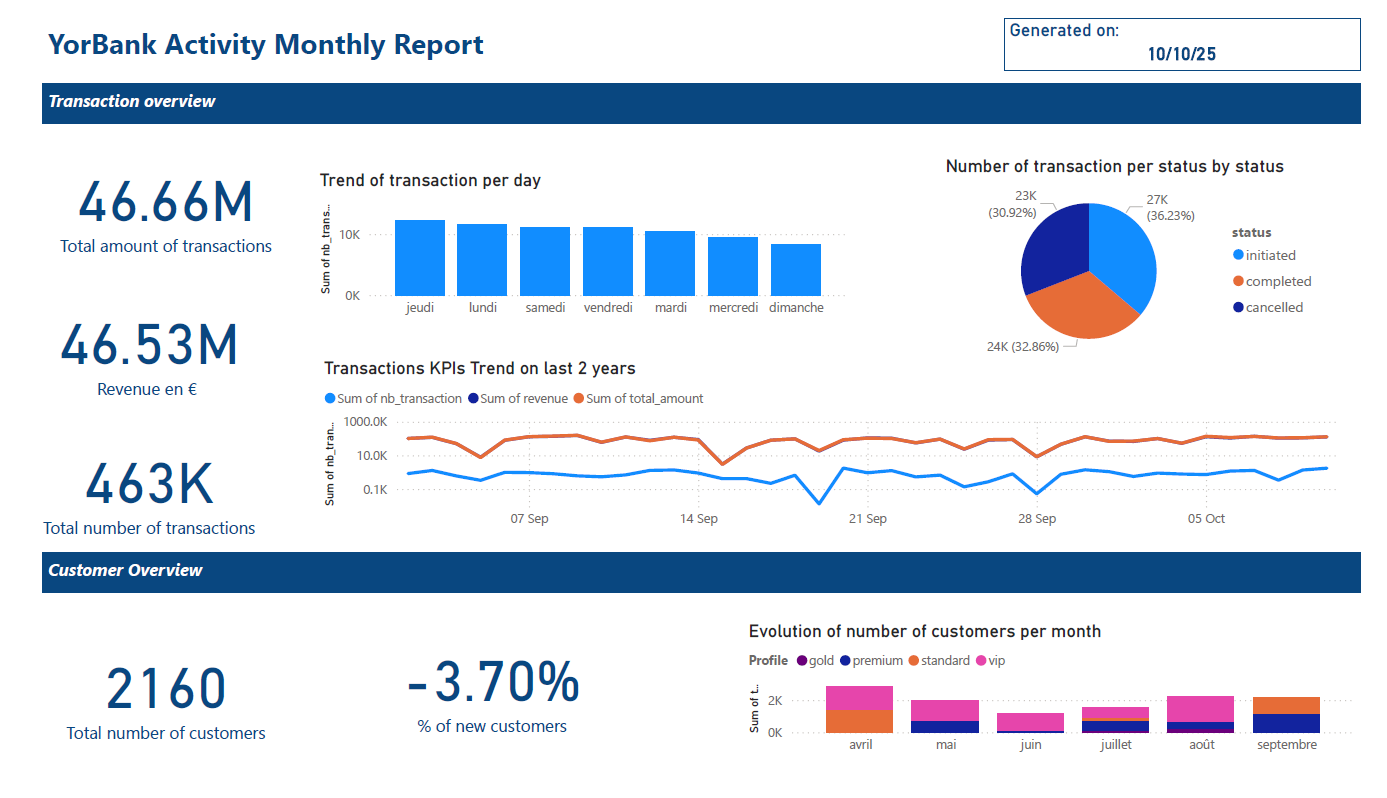 YorBank Activity Monthly Report
Generated on:
10/10/25
Transaction overview
46.66M
Total amount of transactions
46.53M
Revenue en €
463K
Total number of transactions
Trend of transaction per day
Sum of nb_trans...
10K
0K
jeudi
lundi
samedi
vendredi
mardi
mercredi
dimanche
Number of transaction per status by status
23K
(30.92%)
27K
(36.23%)
24K (32.86%)
status
initiated
completed
cancelled
Transactions KPIs Trend on last 2 years
Sum of nb_transaction Sum of revenue Sum of total_amount
Sum of nb_tran...
1000.0K
10.0K
0.1K
07 Sep
14 Sep
21 Sep
28 Sep
05 Oct
Customer Overview
2160
Total number of customers
-3.70%
% of new customers
Evolution of number of customers per month
Profile gold premium standard vip
Sum of t...
2K
0K
avril
mai
juin
juillet
août
septembre